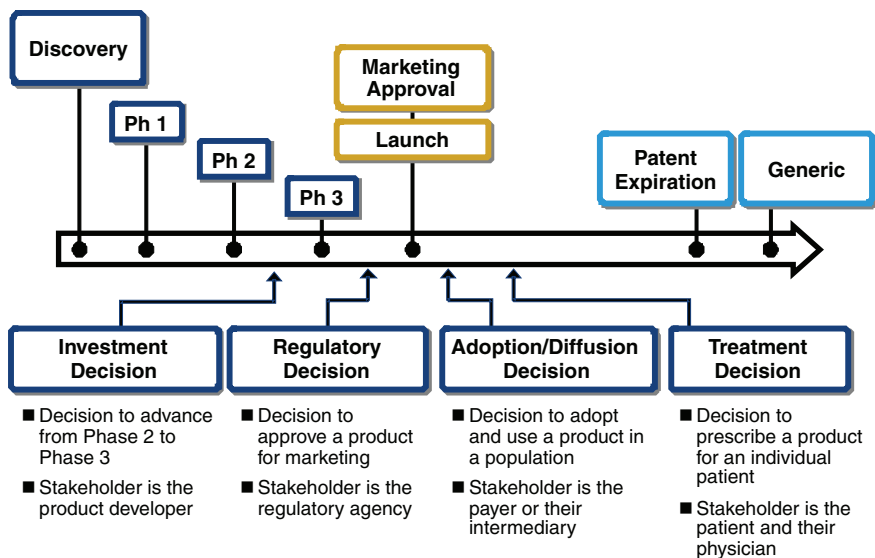 Discovery
Ph 1
Ph 2
Ph 3
Marketing
Approval
Launch
Patent
Expiration
Generic
Investment
Decision
■ Decision to advance
from Phase 2 to
Phase 3
■ Stakeholder is the
product developer
Regulatory
Decision
■ Decision to
approve a product
for marketing
■ Stakeholder is the
regulatory agency
Adoption/Diffusion
Decision
■ Decision to adopt
and use a product in
a population
■ Stakeholder is the
payer or their
intermediary
Treatment
Decision
■ Decision to
prescribe a product
for an individual
patient
■ Stakeholder is the
patient and their
physician